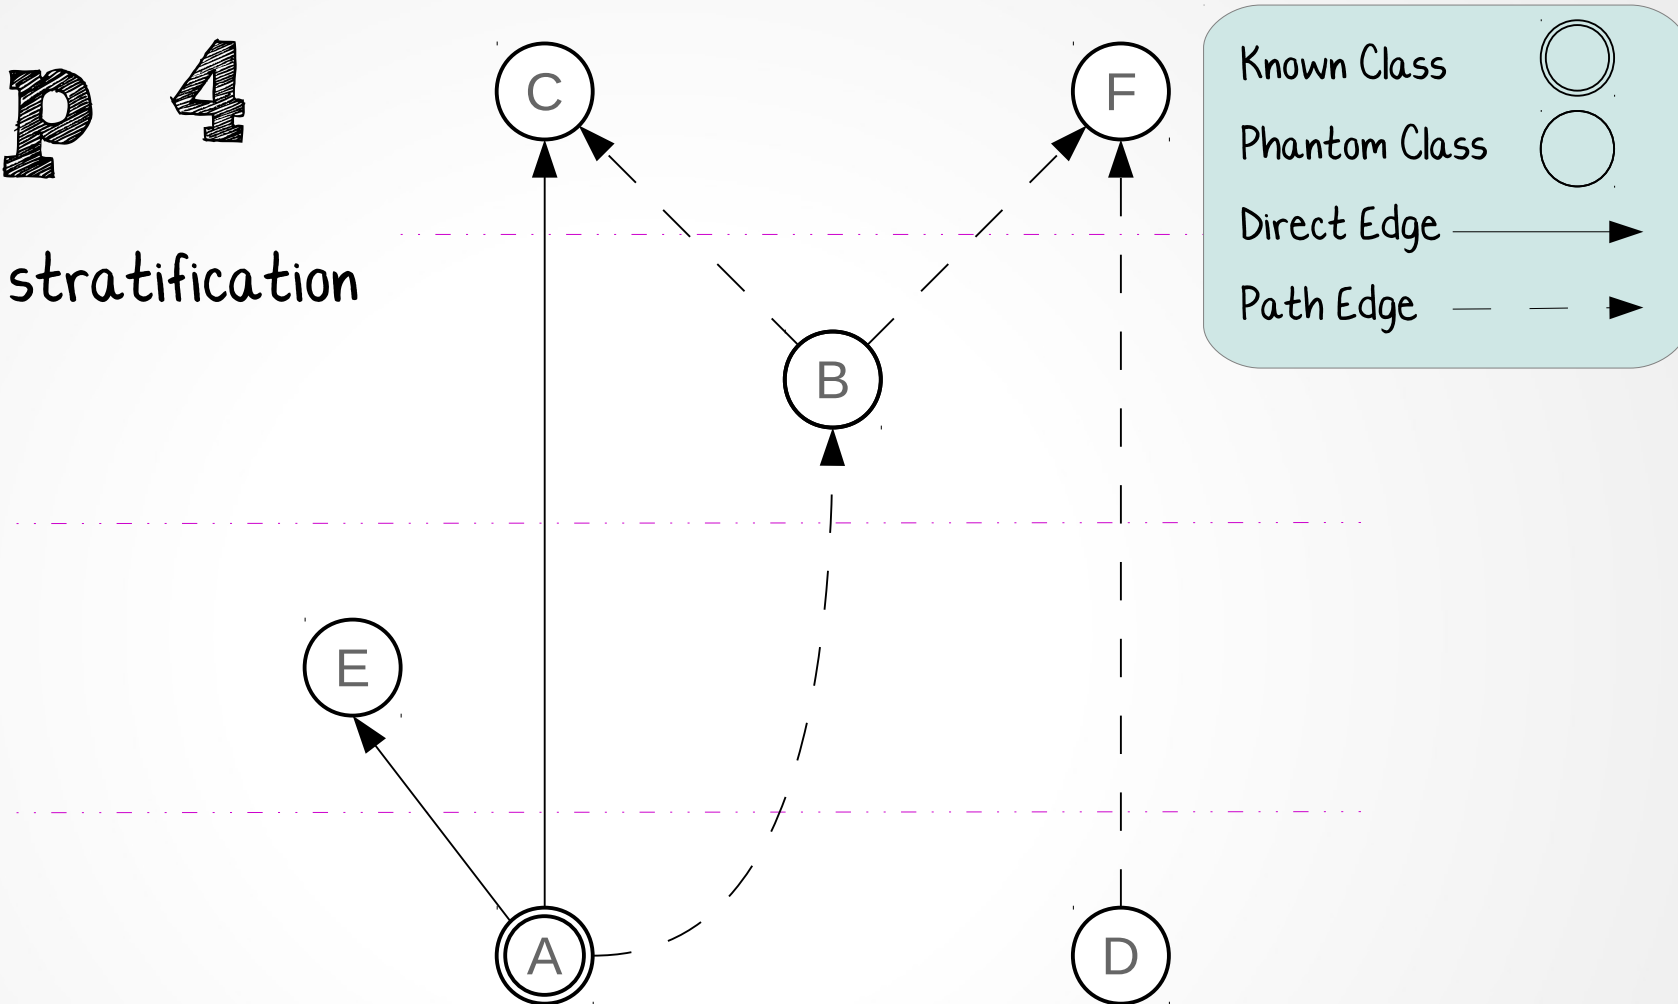 p 4
stratification
C
F
B
E
A
D
Known Class
Phantom Class
Direct Edge
Path Edge